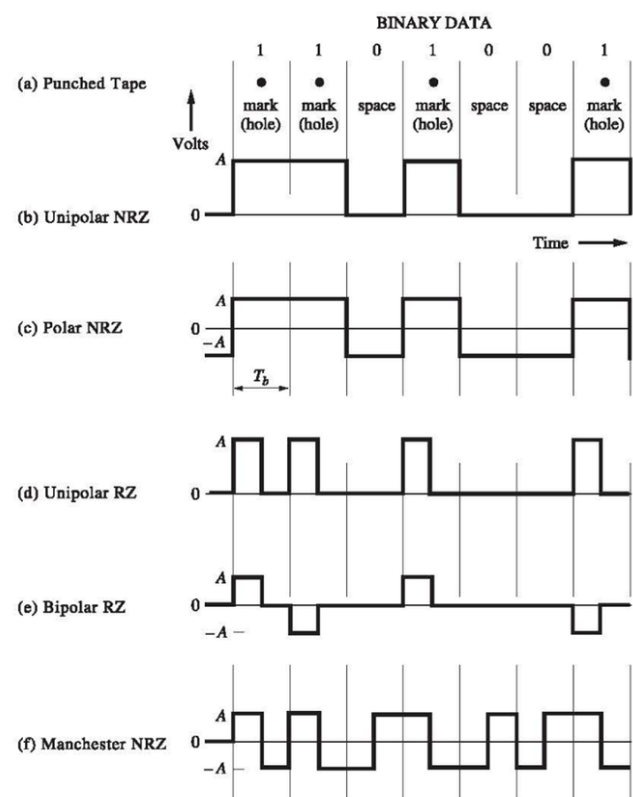 BINARY DATA
1 1 0 1 0 0 1
(a) Punched Tape
mark (hole) mark (hole) space mark (hole) space space mark (hole)
Volts
A
(b) Unipolar NRZ 0
Time
A
(c) Polar NRZ 0
−A
T_b
A
(d) Unipolar RZ 0
A
(e) Bipolar RZ 0
−A
A
(f) Manchester NRZ 0
−A